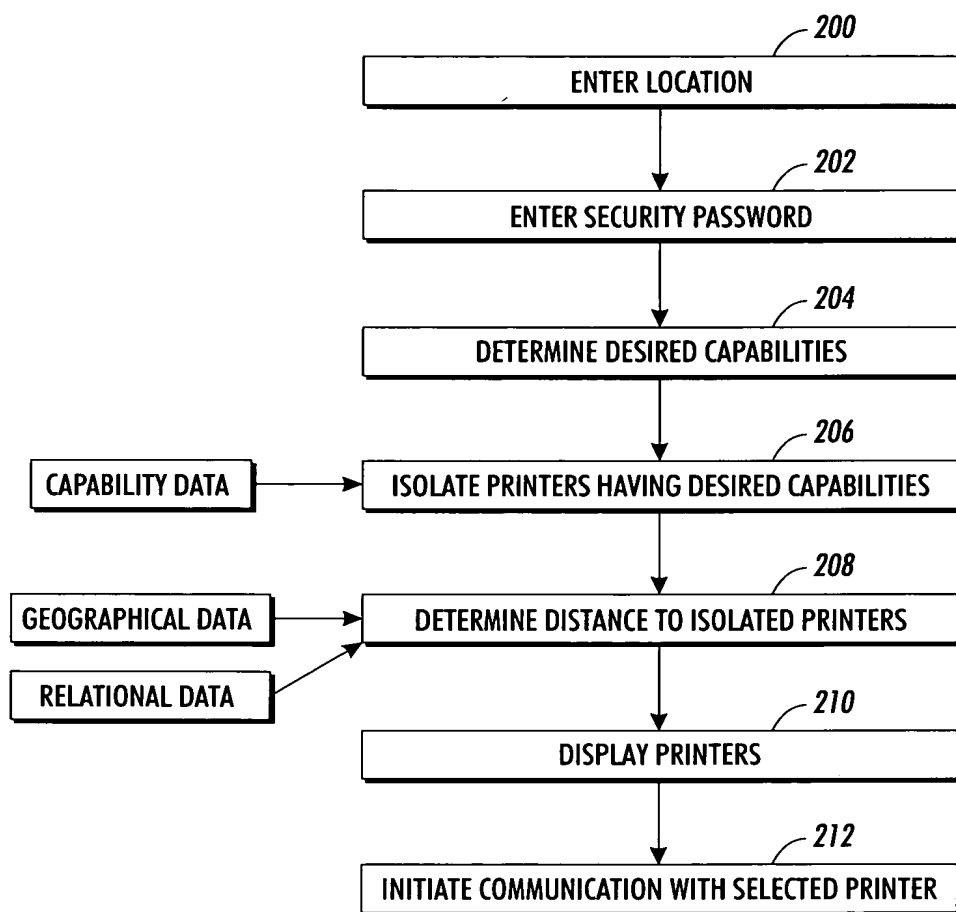 200
ENTER LOCATION
202
ENTER SECURITY PASSWORD
204
DETERMINE DESIRED CAPABILITIES
206
CAPABILITY DATA
ISOLATE PRINTERS HAVING DESIRED CAPABILITIES
208
GEOGRAPHICAL DATA
DETERMINE DISTANCE TO ISOLATED PRINTERS
RELATIONAL DATA
210
DISPLAY PRINTERS
212
INITIATE COMMUNICATION WITH SELECTED PRINTER